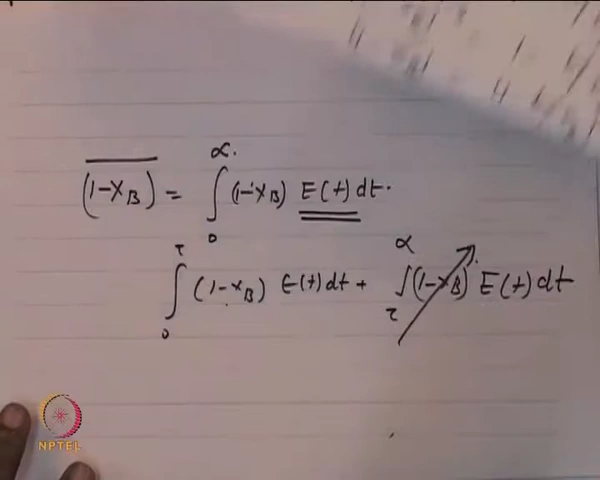 (1-X_B)‾ = ∫_0^α (1-X_B) E(t) dt.
∫_0^τ (1-X_B) E(t) dt + ∫_τ^α (1-X_B) E(t) dt
NPTEL